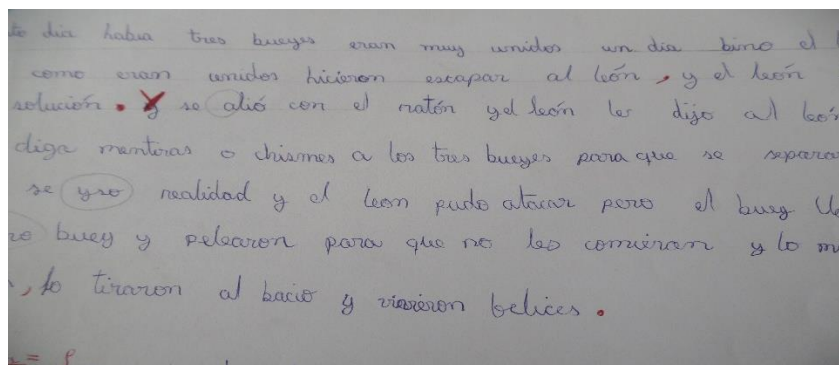 dia habia tres bueyes eran muy unidos un dia bino el
como eran unidos hicieron escapar al león, y el león
solución. Y se alió con el ratón y el león les dijo al león
diga mentiras o chismes a los tres bueyes para que se separa
se yso realidad y el leon pudo atacar pero el buey
buey y pelearon para que no los comieran y lo
, lo tiraron al bacio y vivieron belices.